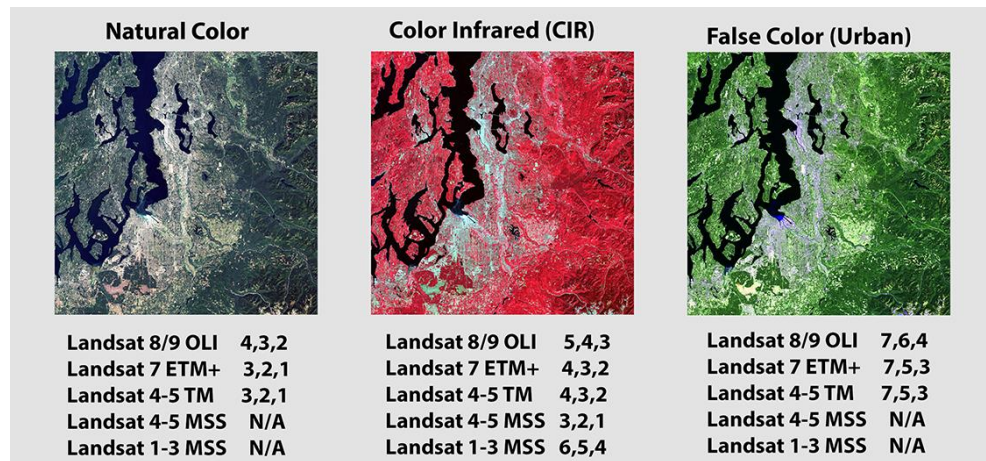 Natural Color
Landsat 8/9 OLI 4,3,2
Landsat 7 ETM+ 3,2,1
Landsat 4-5 TM 3,2,1
Landsat 4-5 MSS N/A
Landsat 1-3 MSS N/A
Color Infrared (CIR)
Landsat 8/9 OLI 5,4,3
Landsat 7 ETM+ 4,3,2
Landsat 4-5 TM 4,3,2
Landsat 4-5 MSS 3,2,1
Landsat 1-3 MSS 6,5,4
False Color (Urban)
Landsat 8/9 OLI 7,6,4
Landsat 7 ETM+ 7,5,3
Landsat 4-5 TM 7,5,3
Landsat 4-5 MSS N/A
Landsat 1-3 MSS N/A